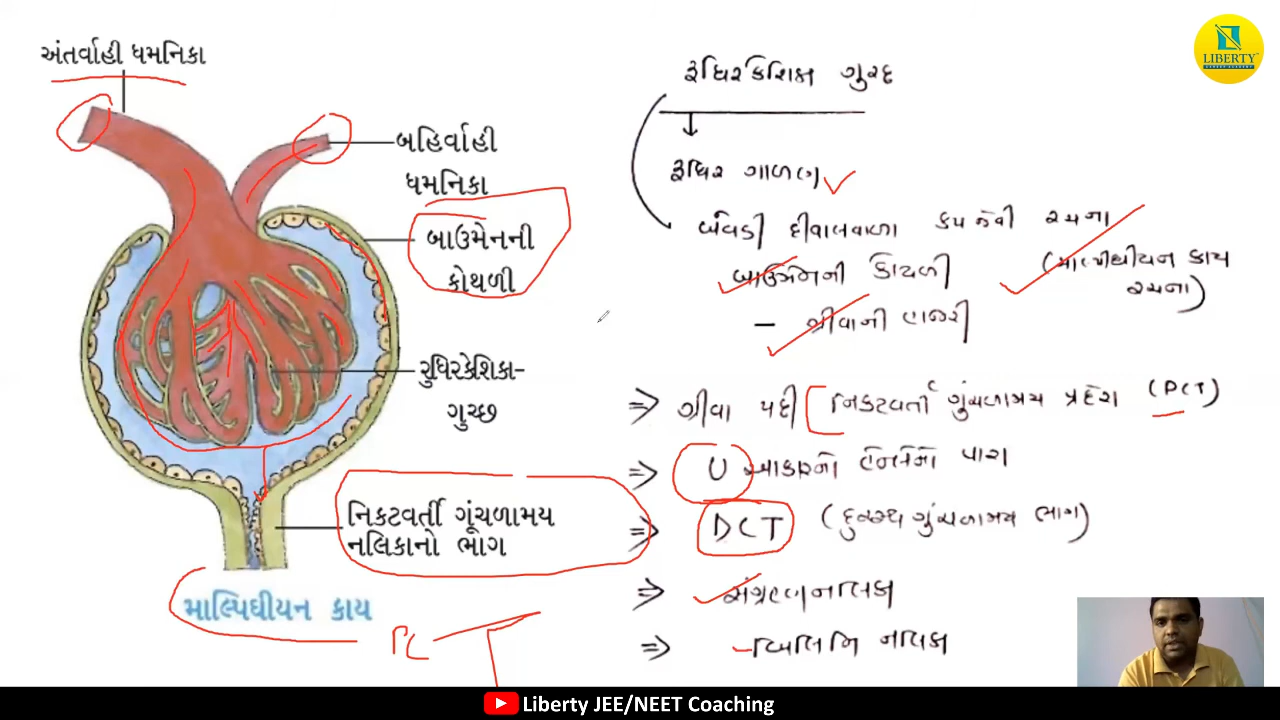 અંતર્વાહી ધમનિકા
બહિર્વાહી
ધમનિકા
બાઉમેનની
કોથળી
રુધિરકેશિકા-
ગુચ્છ
નિકટવર્તી ગૂંચળામય
નલિકાનો ભાગ
માલ્પિઘીયન કાય
PC
રુધિરકેશિકા ગુચ્છ
રુધિર ગાળણ
બેવડી દીવાલવાળા કપ જેવી રચના
બાઉમેનની કોથળી
(માલ્પીઘીયન કાય
રચના)
– ગ્રીવાની હાજરી
⇒ ગ્રીવા પછી નિકટવર્તી ગુંચળામય પ્રદેશ (PCT)
⇒ U આકારનો હેન્લેનો પાશ
⇒ DCT (દુરસ્થ ગુંચળામય ભાગ)
⇒ સંગ્રહણનલિકા
⇒ નલિકા
LIBERTY
Liberty JEE/NEET Coaching